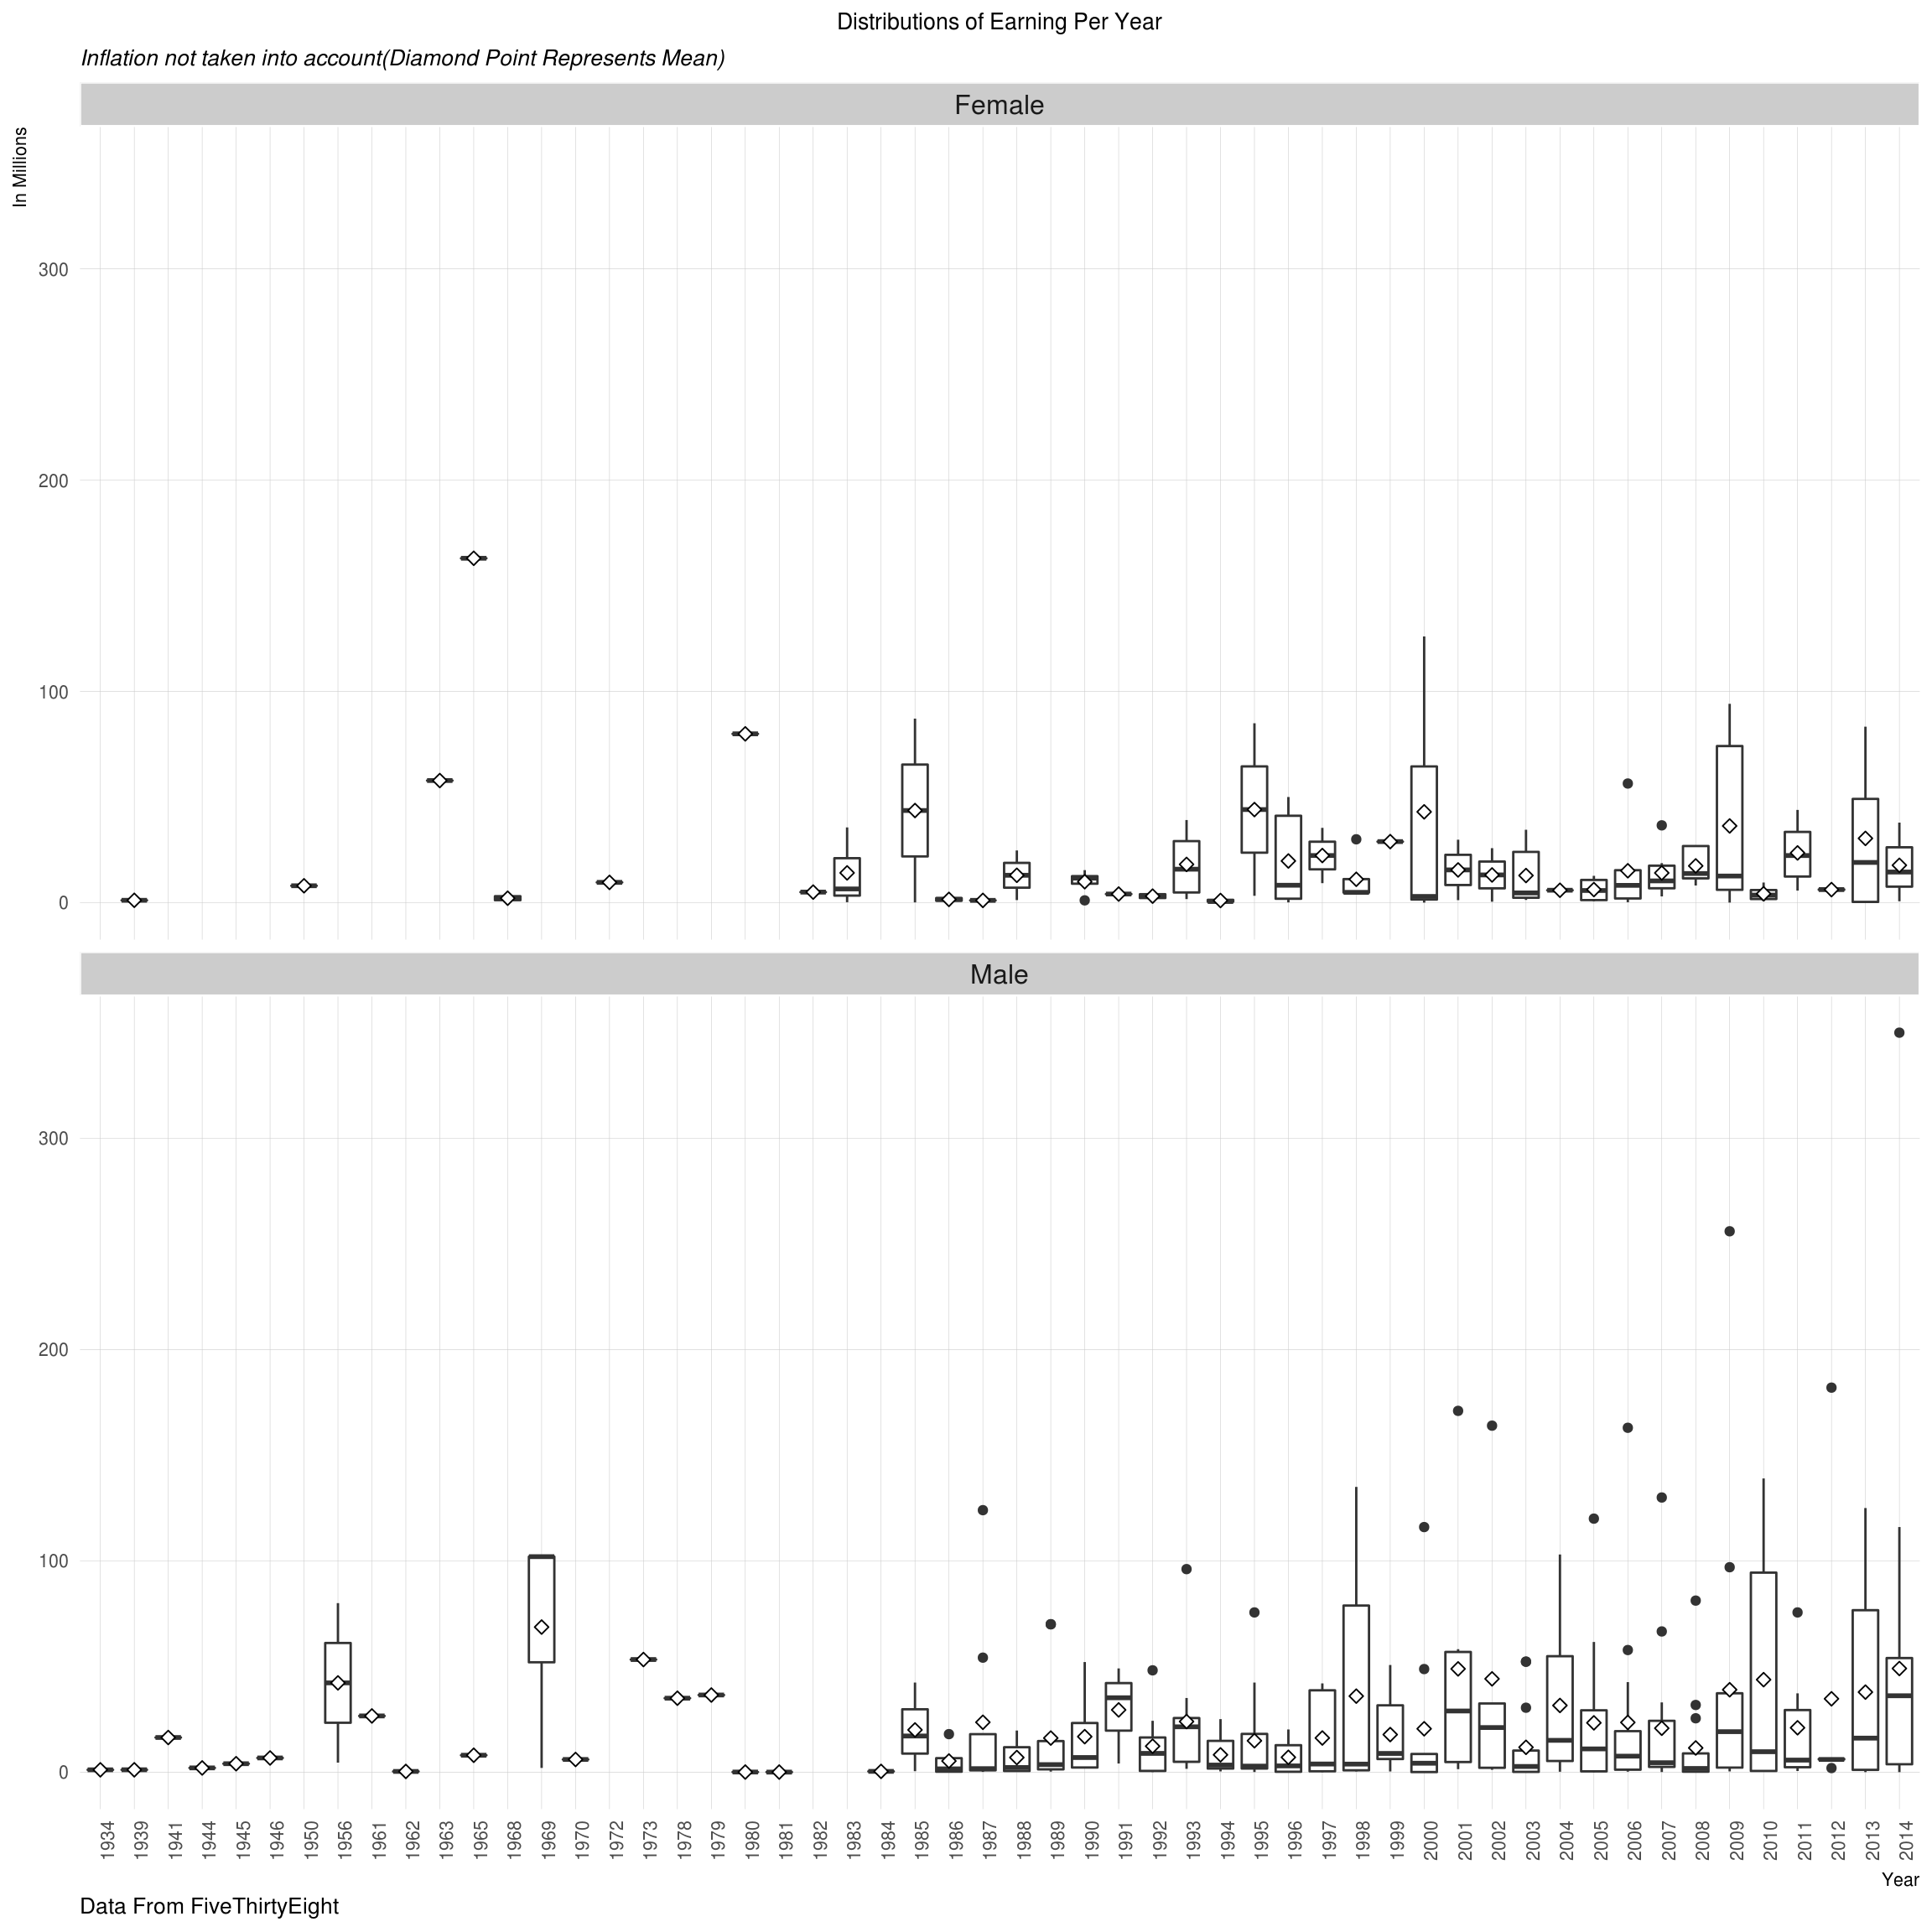 Distributions of Earning Per Year
Inflation not taken into account(Diamond Point Represents Mean)
Female
In Millions
300
200
100
0
Male
300
200
100
0
1934 1939 1941 1944 1945 1946 1950 1956 1961 1962 1963 1965 1968 1969 1970 1972 1973 1978 1979 1980 1981 1982 1983 1984 1985 1986 1987 1988 1989 1990 1991 1992 1993 1994 1995 1996 1997 1998 1999 2000 2001 2002 2003 2004 2005 2006 2007 2008 2009 2010 2011 2012 2013 2014
Year
Data From FiveThirtyEight